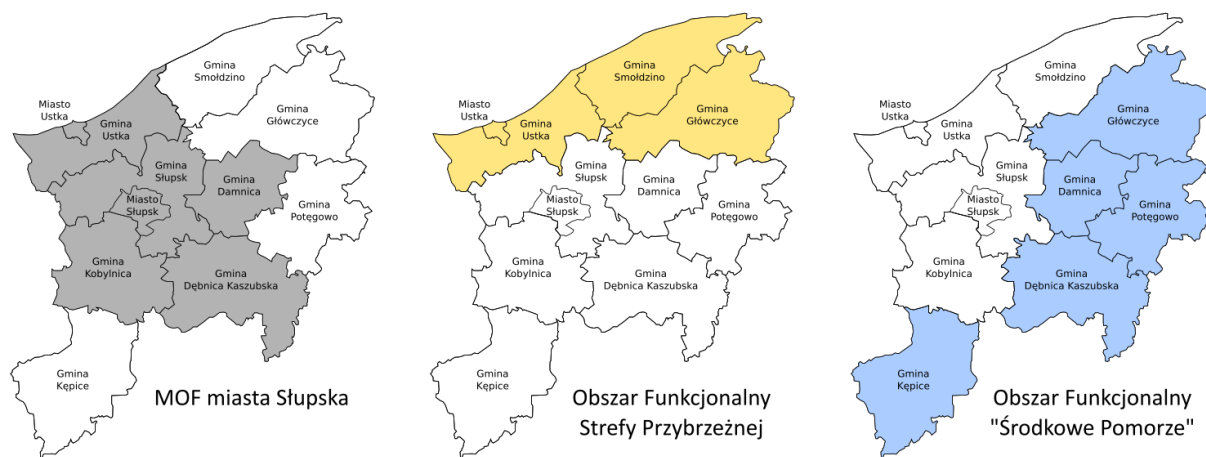 Gmina
Smołdzino
Miasto
Ustka
Gmina
Ustka
Gmina
Główczyce
Gmina
Słupsk
Gmina
Damnica
Miasto
Słupsk
Gmina
Potęgowo
Gmina
Kobylnica
Gmina
Dębnica Kaszubska
Gmina
Kępice
MOF miasta Słupska
Gmina
Smołdzino
Miasto
Ustka
Gmina
Ustka
Gmina
Główczyce
Gmina
Słupsk
Gmina
Damnica
Miasto
Słupsk
Gmina
Potęgowo
Gmina
Kobylnica
Gmina
Dębnica Kaszubska
Gmina
Kępice
Obszar Funkcjonalny
Strefy Przybrzeżnej
Gmina
Smołdzino
Miasto
Ustka
Gmina
Ustka
Gmina
Główczyce
Gmina
Słupsk
Gmina
Damnica
Miasto
Słupsk
Gmina
Potęgowo
Gmina
Kobylnica
Gmina
Dębnica Kaszubska
Gmina
Kępice
Obszar Funkcjonalny
"Środkowe Pomorze"